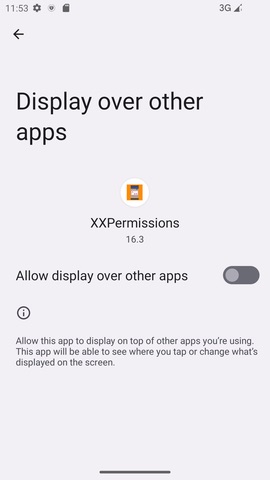 11:53
3G
Display over other
apps
XXPermissions
16.3
Allow display over other apps
Allow this app to display on top of other apps you're using.
This app will be able to see where you tap or change what's
displayed on the screen.